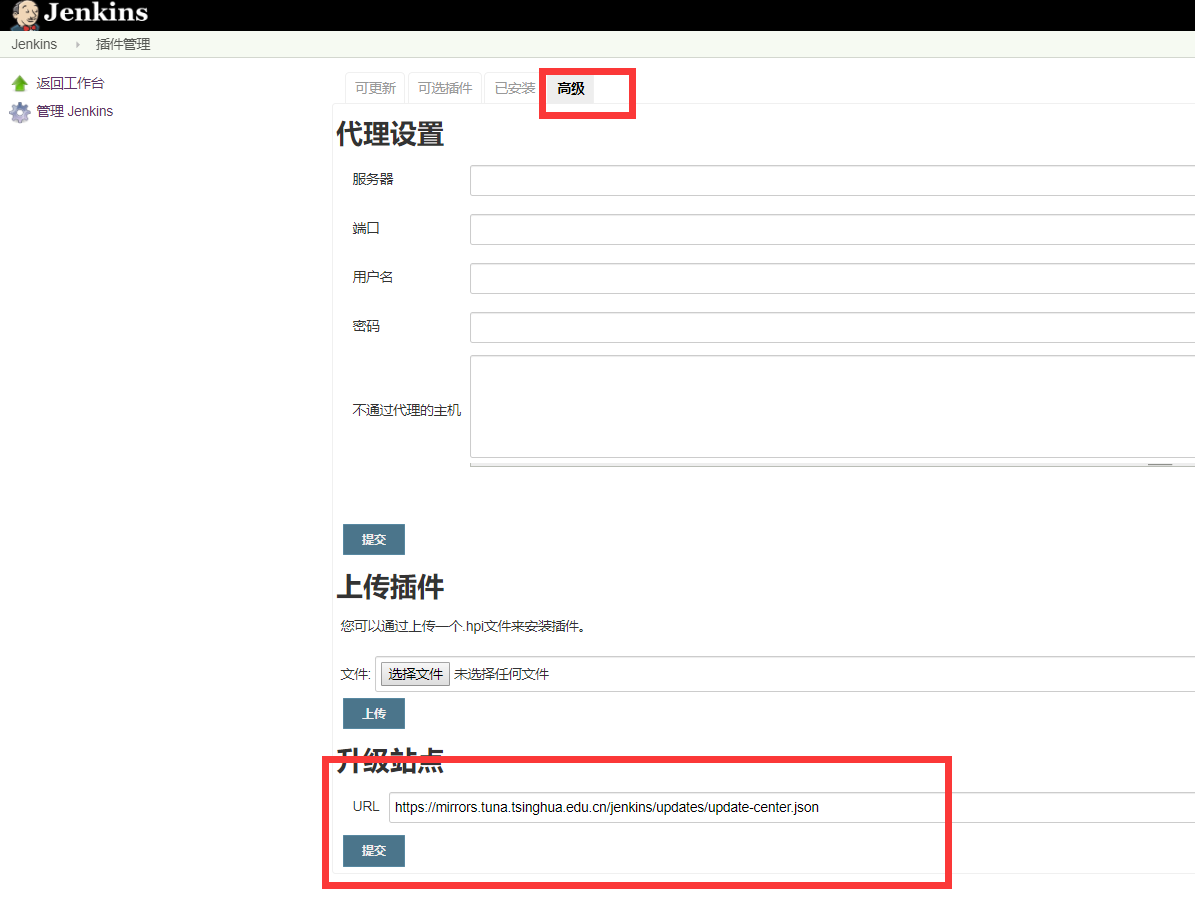 Jenkins
Jenkins 插件管理
返回工作台
管理 Jenkins
可更新 可选插件 已安装 高级
代理设置
服务器
端口
用户名
密码
不通过代理的主机
提交
上传插件
您可以通过上传一个.hpi文件来安装插件。
文件: 选择文件 未选择任何文件
上传
升级站点
URL https://mirrors.tuna.tsinghua.edu.cn/jenkins/updates/update-center.json
提交